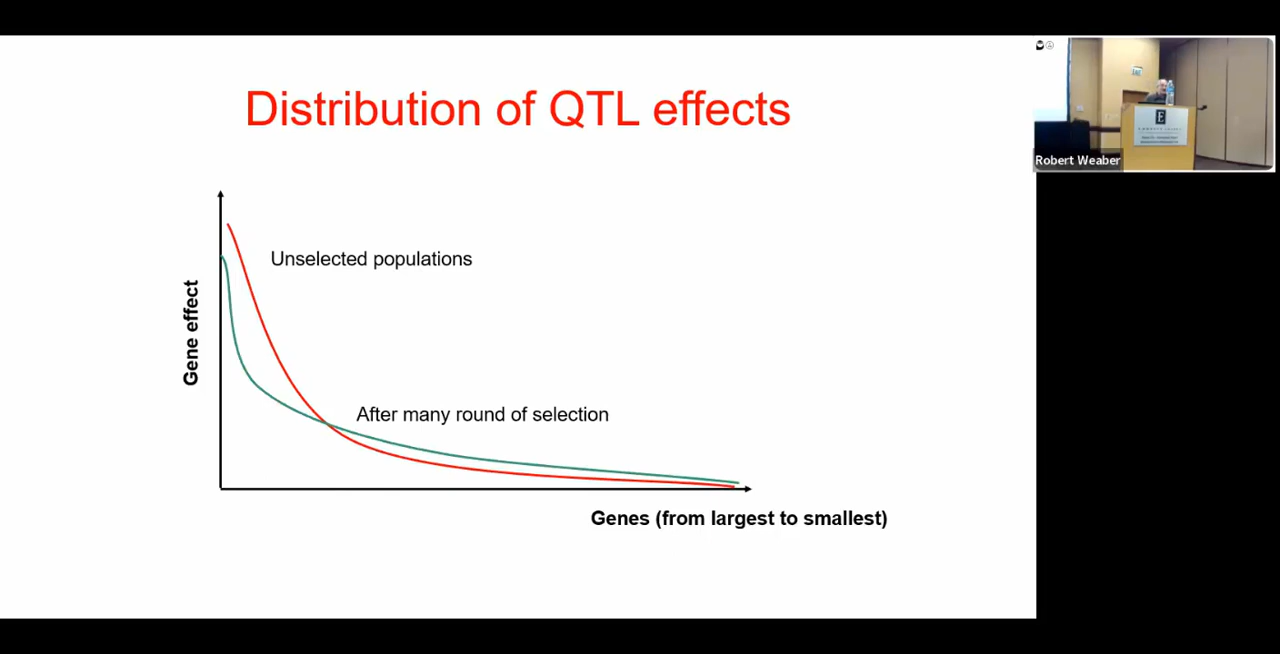 Distribution of QTL effects
Unselected populations
Gene effect
After many round of selection
Genes (from largest to smallest)
E
Robert Weaber